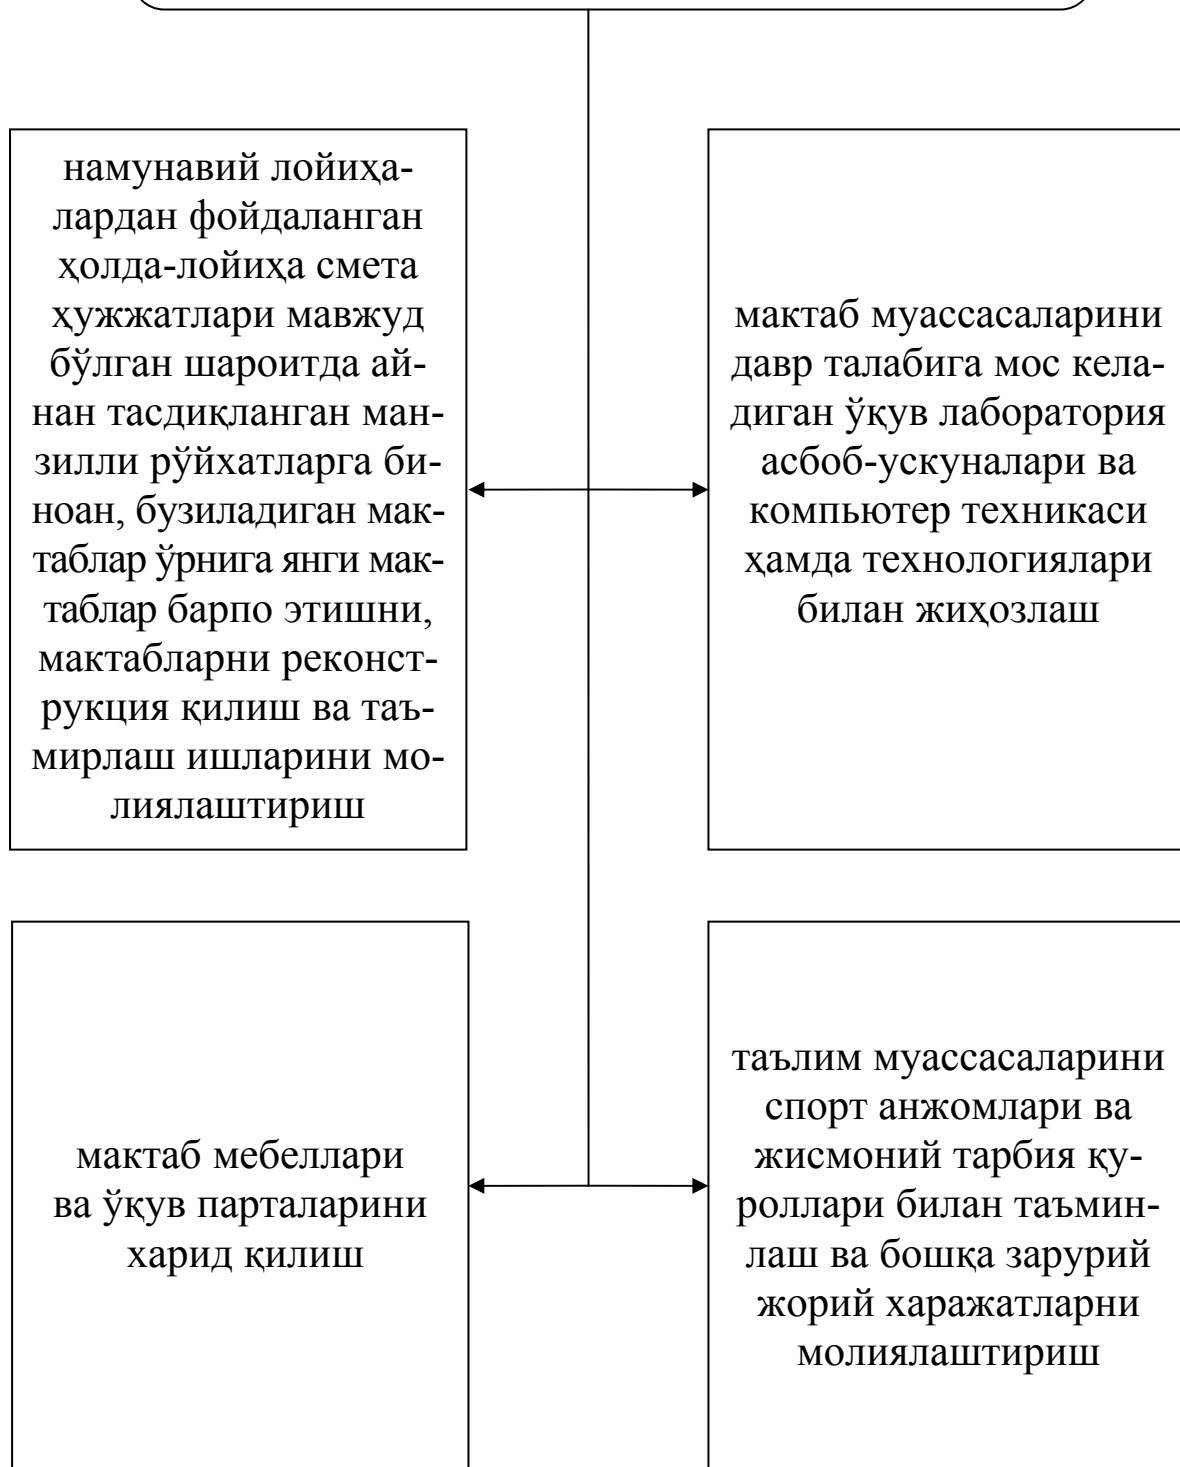 намунавий лойиҳа-
лардан фойдаланган
ҳолда-лойиҳа смета
ҳужжатлари мавжуд
бўлган шароитда ай-
нан тасдиқланган ман-
зилли рўйхатларга би-
ноан, бузиладиган мак-
таблар ўрнига янги мак-
таблар барпо этишни,
мактабларни реконст-
рукция қилиш ва таъ-
мирлаш ишларини мо-
лиялаштириш
мактаб муассасаларини
давр талабига мос кела-
диган ўқув лаборатория
асбоб-ускуналари ва
компьютер техникаси
ҳамда технологиялари
билан жиҳозлаш
мактаб мебеллари
ва ўқув парталарини
харид қилиш
таълим муассасаларини
спорт анжомлари ва
жисмоний тарбия қу-
роллари билан таъмин-
лаш ва бошқа зарурий
жорий харажатларни
молиялаштириш